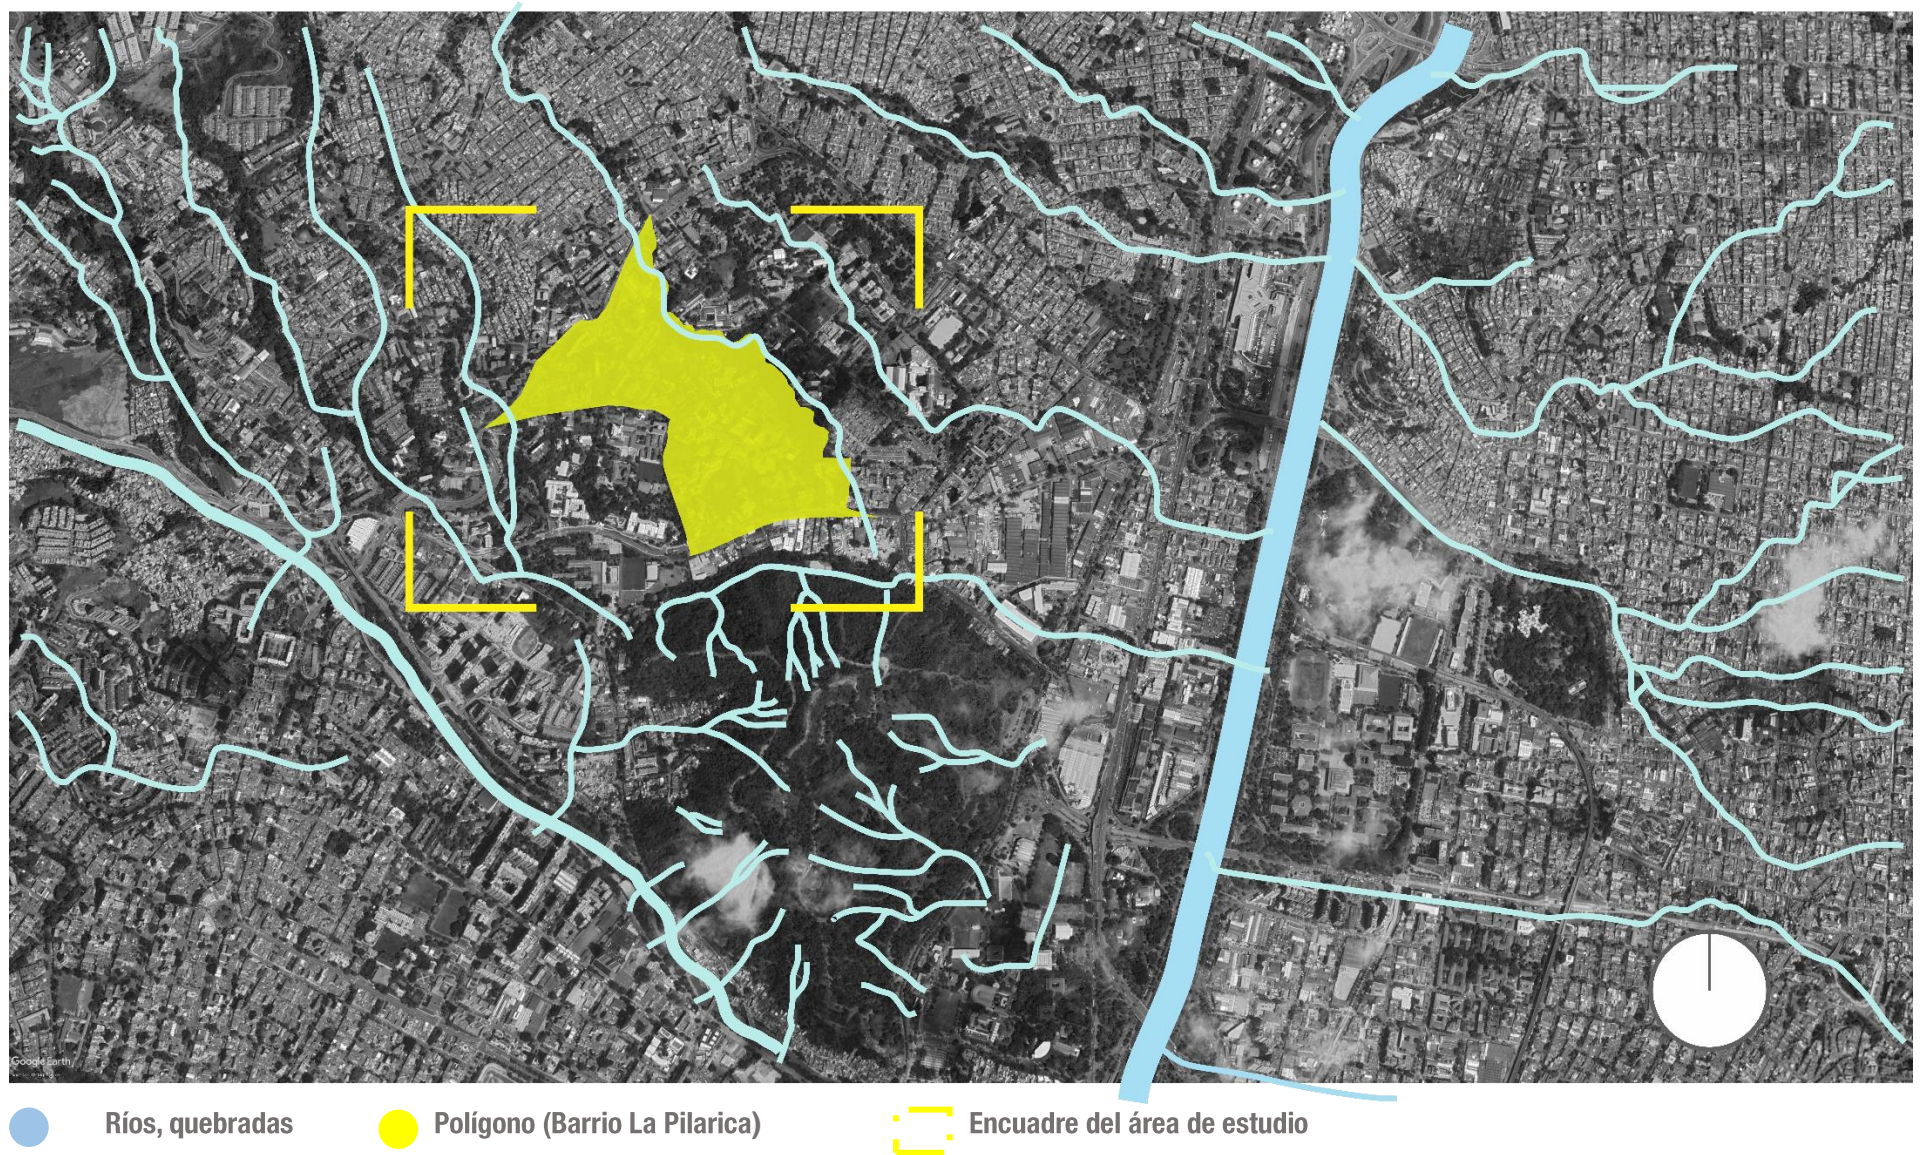 Google Earth
Ríos, quebradas
Polígono (Barrio La Pilarica)
Encuadre del área de estudio